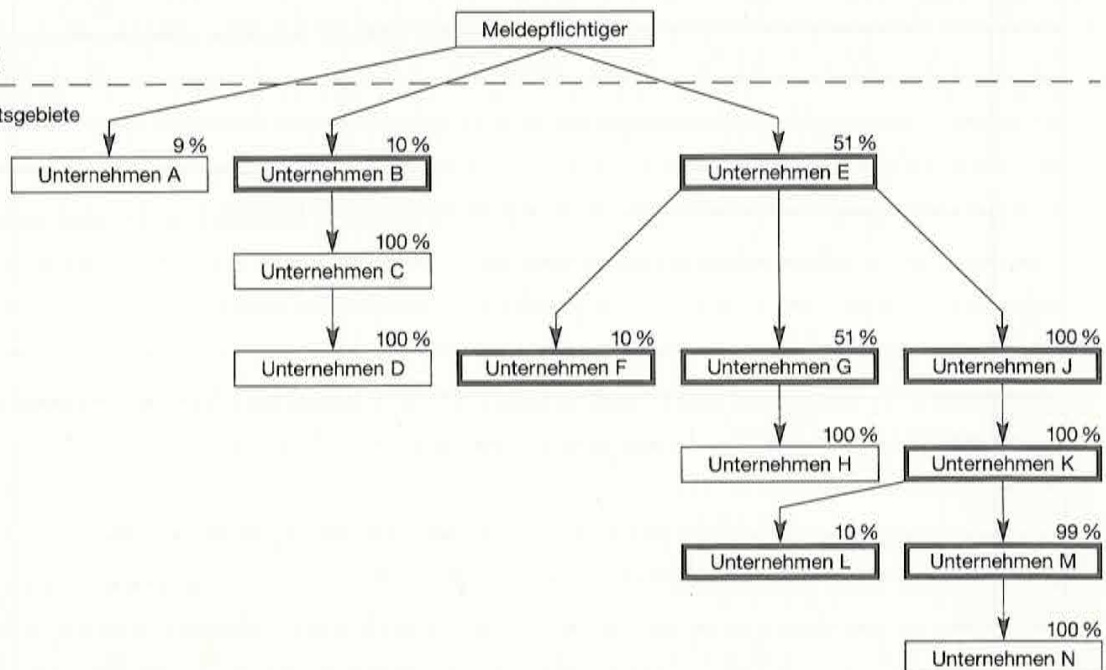 Meldepflichtiger
tsgebiete
9 % 10 % 51 %
Unternehmen A Unternehmen B Unternehmen E
100 %
Unternehmen C
100 % 10 % 51 % 100 %
Unternehmen D Unternehmen F Unternehmen G Unternehmen J
100 % 100 %
Unternehmen H Unternehmen K
10 % 99 %
Unternehmen L Unternehmen M
100 %
Unternehmen N